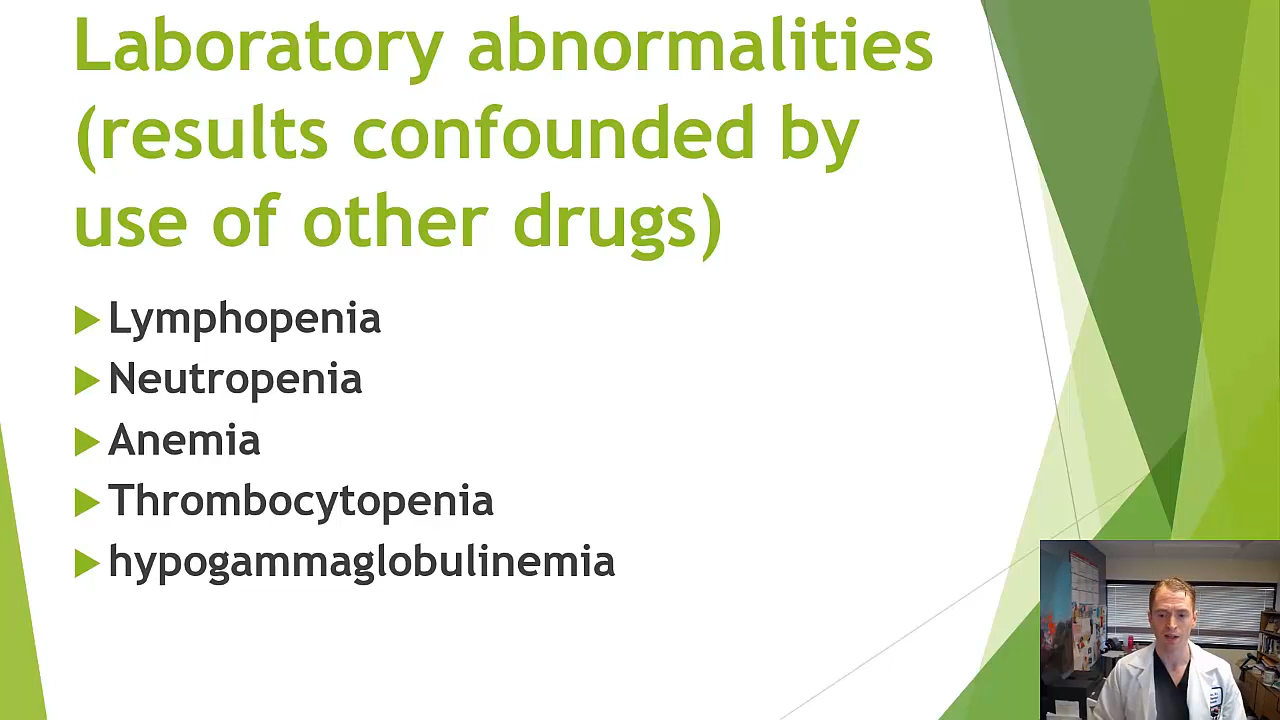 Laboratory abnormalities
(results confounded by
use of other drugs)
Lymphopenia
Neutropenia
Anemia
Thrombocytopenia
hypogammaglobulinemia